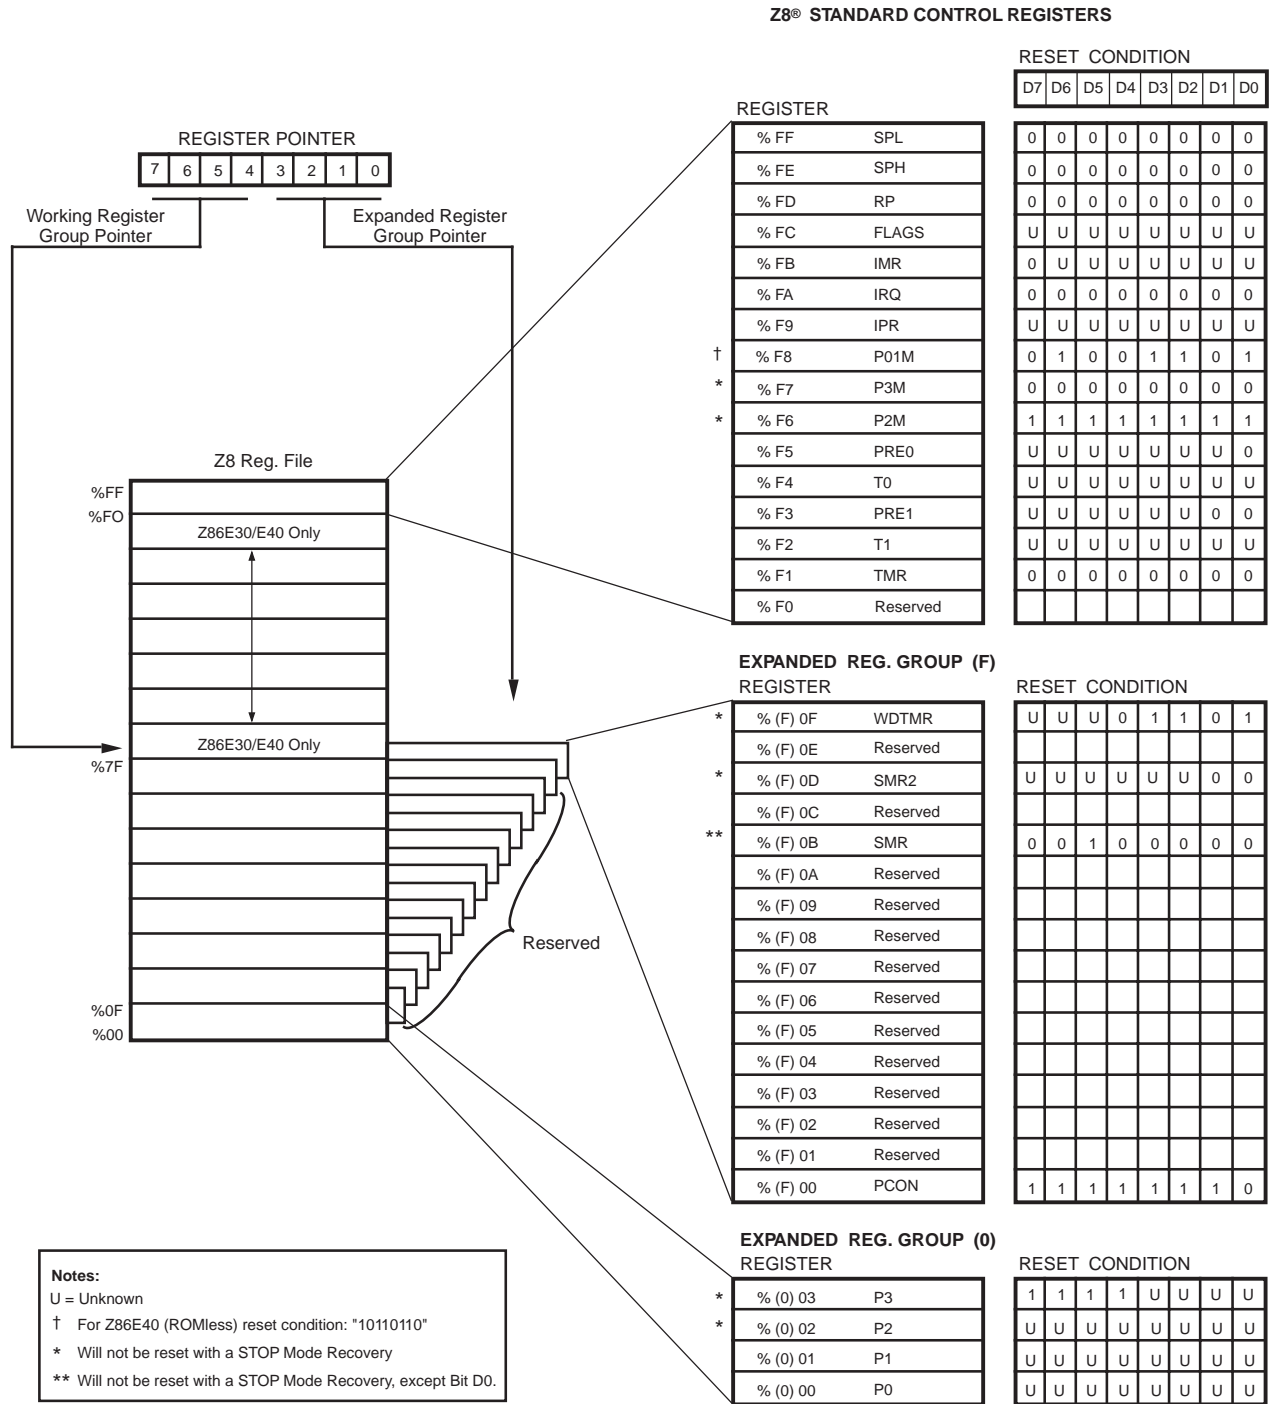 Z8® STANDARD CONTROL REGISTERS
RESET CONDITION
D7 D6 D5 D4 D3 D2 D1 D0
REGISTER
% FF SPL 0 0 0 0 0 0 0 0
% FE SPH 0 0 0 0 0 0 0 0
% FD RP 0 0 0 0 0 0 0 0
% FC FLAGS U U U U U U U U
% FB IMR 0 U U U U U U U
% FA IRQ 0 0 0 0 0 0 0 0
% F9 IPR U U U U U U U U
† % F8 P01M 0 1 0 0 1 1 0 1
* % F7 P3M 0 0 0 0 0 0 0 0
* % F6 P2M 1 1 1 1 1 1 1 1
% F5 PRE0 U U U U U U U 0
% F4 T0 U U U U U U U U
% F3 PRE1 U U U U U U 0 0
% F2 T1 U U U U U U U U
% F1 TMR 0 0 0 0 0 0 0 0
% F0 Reserved
REGISTER POINTER
7 6 5 4 3 2 1 0
Working Register
Group Pointer
Expanded Register
Group Pointer
Z8 Reg. File
%FF
%FO
Z86E30/E40 Only
Z86E30/E40 Only
%7F
Reserved
%0F
%00
EXPANDED REG. GROUP (F)
REGISTER RESET CONDITION
* % (F) 0F WDTMR U U U 0 1 1 0 1
% (F) 0E Reserved
* % (F) 0D SMR2 U U U U U U 0 0
% (F) 0C Reserved
** % (F) 0B SMR 0 0 1 0 0 0 0 0
% (F) 0A Reserved
% (F) 09 Reserved
% (F) 08 Reserved
% (F) 07 Reserved
% (F) 06 Reserved
% (F) 05 Reserved
% (F) 04 Reserved
% (F) 03 Reserved
% (F) 02 Reserved
% (F) 01 Reserved
% (F) 00 PCON 1 1 1 1 1 1 1 0
EXPANDED REG. GROUP (0)
REGISTER RESET CONDITION
* % (0) 03 P3 1 1 1 1 U U U U
* % (0) 02 P2 U U U U U U U U
% (0) 01 P1 U U U U U U U U
% (0) 00 P0 U U U U U U U U
Notes:
U = Unknown
† For Z86E40 (ROMless) reset condition: "10110110"
* Will not be reset with a STOP Mode Recovery
** Will not be reset with a STOP Mode Recovery, except Bit D0.